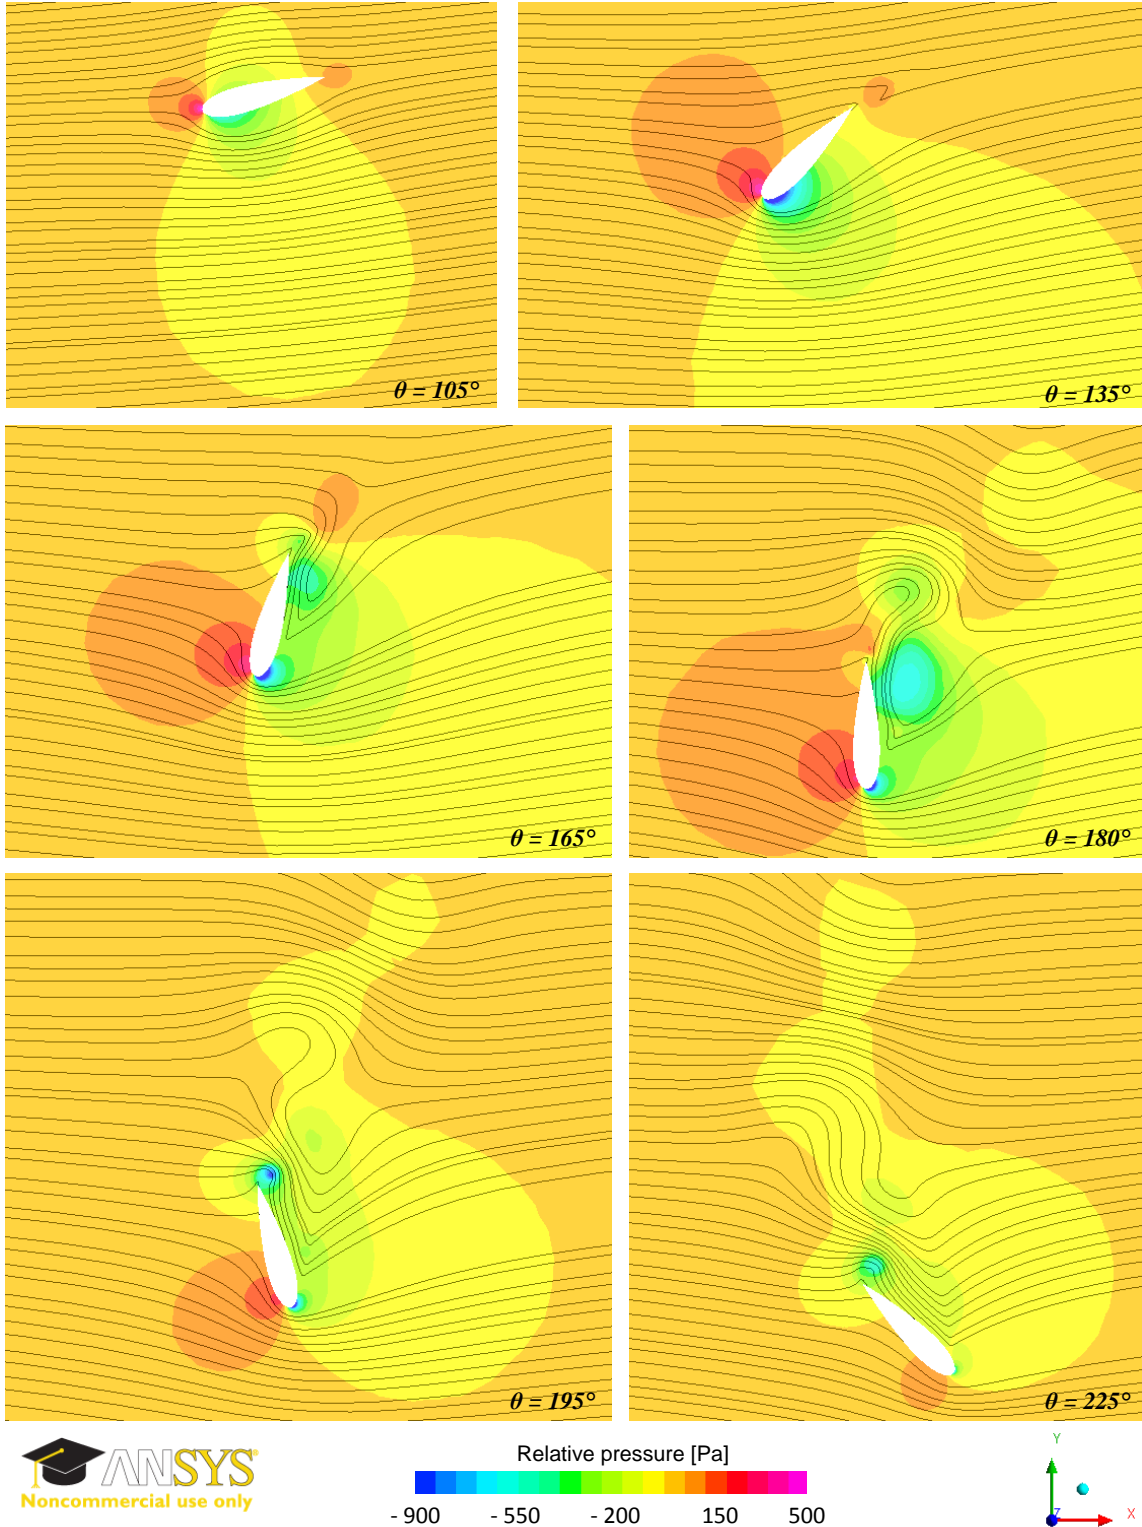 θ = 105°
θ = 135°
θ = 165°
θ = 180°
θ = 195°
θ = 225°
ANSYS®
Noncommercial use only
Relative pressure [Pa]
- 900 - 550 - 200 150 500
Y
Z X